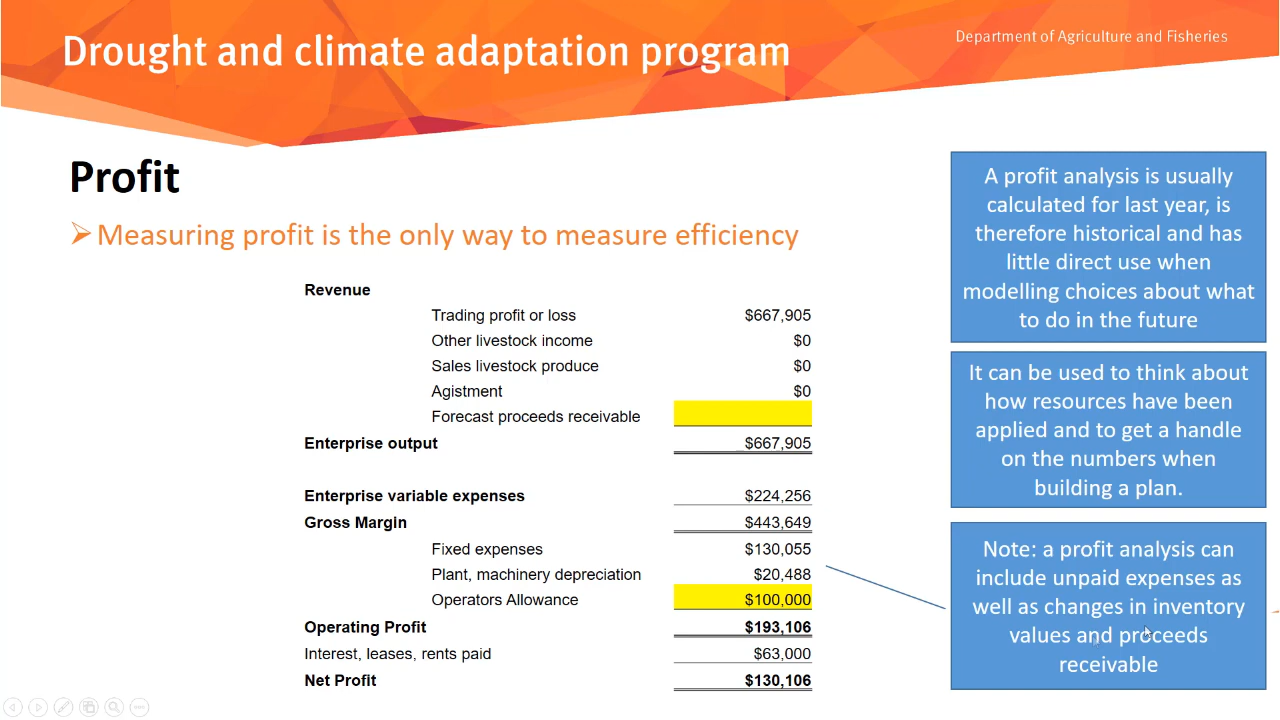 Drought and climate adaptation program
Department of Agriculture and Fisheries
Profit
Measuring profit is the only way to measure efficiency
Revenue
Trading profit or loss $667,905
Other livestock income $0
Sales livestock produce $0
Agistment $0
Forecast proceeds receivable
Enterprise output $667,905
Enterprise variable expenses $224,256
Gross Margin $443,649
Fixed expenses $130,055
Plant, machinery depreciation $20,488
Operators Allowance $100,000
Operating Profit $193,106
Interest, leases, rents paid $63,000
Net Profit $130,106
A profit analysis is usually
calculated for last year, is
therefore historical and has
little direct use when
modelling choices about what
to do in the future
It can be used to think about
how resources have been
applied and to get a handle
on the numbers when
building a plan.
Note: a profit analysis can
include unpaid expenses as
well as changes in inventory
values and proceeds
receivable